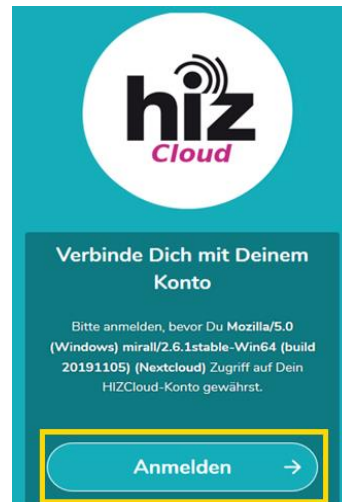 hiz
Cloud
Verbinde Dich mit Deinem
Konto
Bitte anmelden, bevor Du Mozilla/5.0
(Windows) mirall/2.6.1stable-Win64 (build
20191105) (Nextcloud) Zugriff auf Dein
HIZCloud-Konto gewährst.
Anmelden →